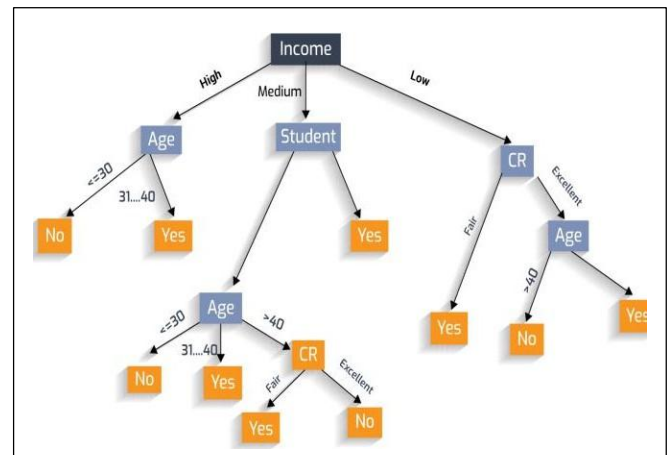 Income
High
Medium
Low
Age
Student
CR
<=30
31....40
Fair
Excellent
No
Yes
Yes
Age
Age
<=30
31....40
>40
>40
Yes
No
Yes
No
Yes
CR
Fair
Excellent
Yes
No